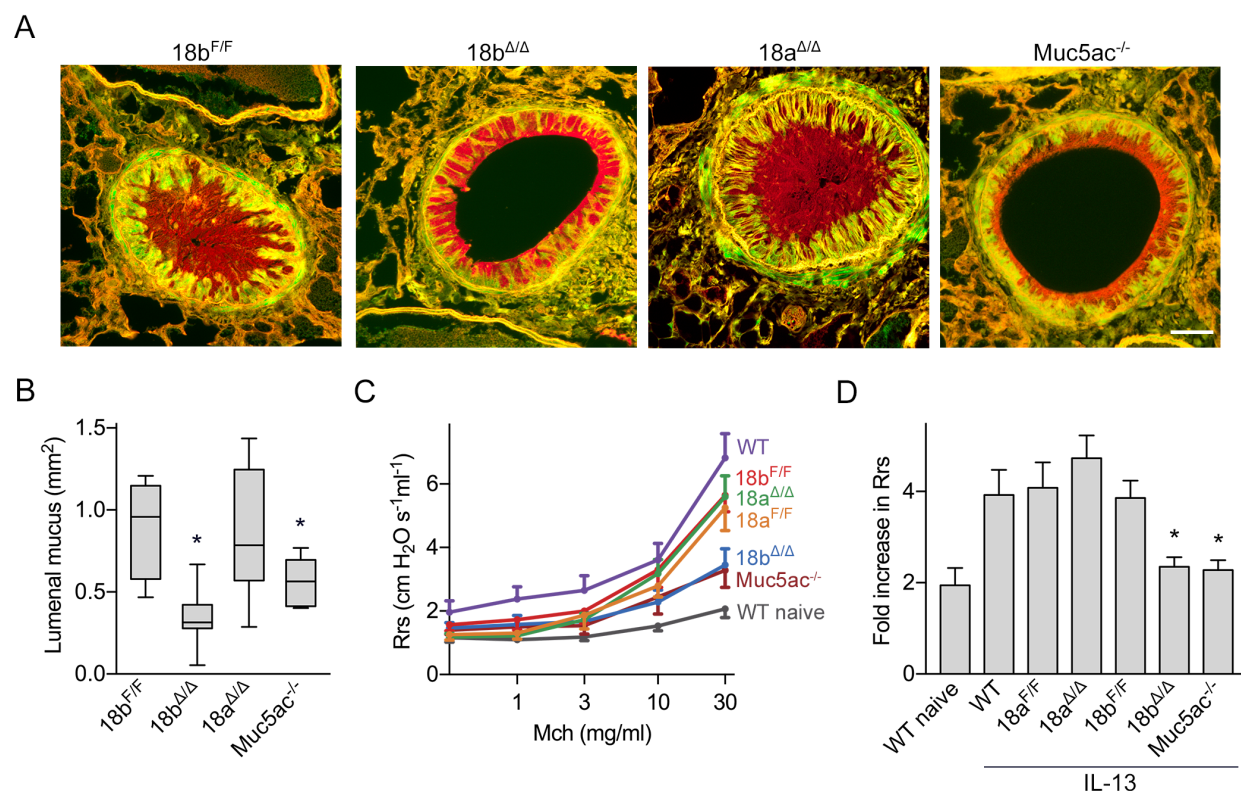 A
18b^F/F
18b^Δ/Δ
18a^Δ/Δ
Muc5ac^-/-
B
Lumenal mucus (mm²)
1.5
1.0
0.5
0.0
18b^F/F
18b^Δ/Δ
18a^Δ/Δ
Muc5ac^-/-
*
*
C
Rrs (cm H₂O s⁻¹ml⁻¹)
6
4
2
0
1
3
10
30
Mch (mg/ml)
WT
18b^F/F
18a^Δ/Δ
18a^F/F
18b^Δ/Δ
Muc5ac^-/-
WT naive
D
Fold increase in Rrs
4
2
0
*
*
WT naive
WT
18a^F/F
18a^Δ/Δ
18b^F/F
18b^Δ/Δ
Muc5ac^-/-
IL-13